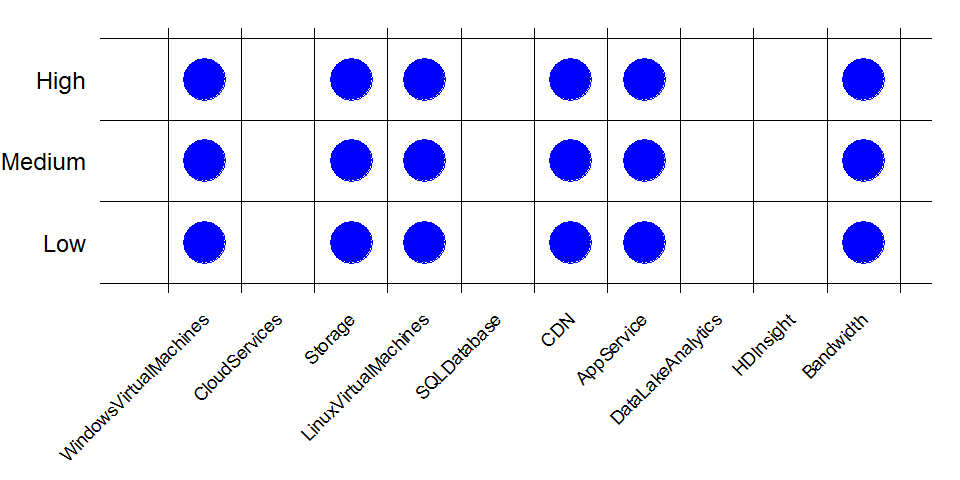 High
Medium
Low
WindowsVirtualMachines
CloudServices
Storage
LinuxVirtualMachines
SQLDatabase
CDN
AppService
DataLakeAnalytics
HDInsight
Bandwidth